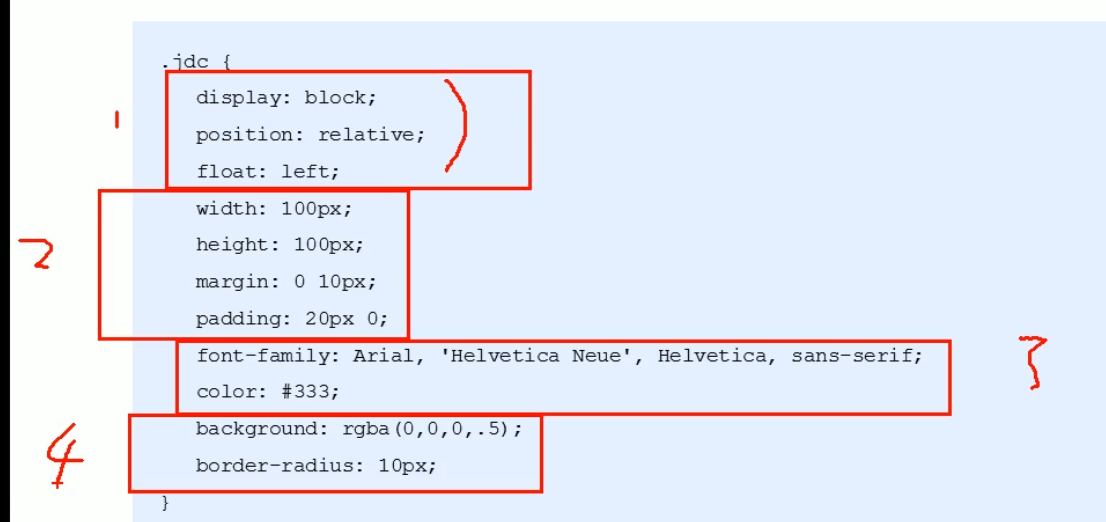 .jdc {
display: block;
1
position: relative;
float: left;
width: 100px;
2
height: 100px;
margin: 0 10px;
padding: 20px 0;
font-family: Arial, 'Helvetica Neue', Helvetica, sans-serif;
3
color: #333;
background: rgba(0,0,0,.5);
4
border-radius: 10px;
}